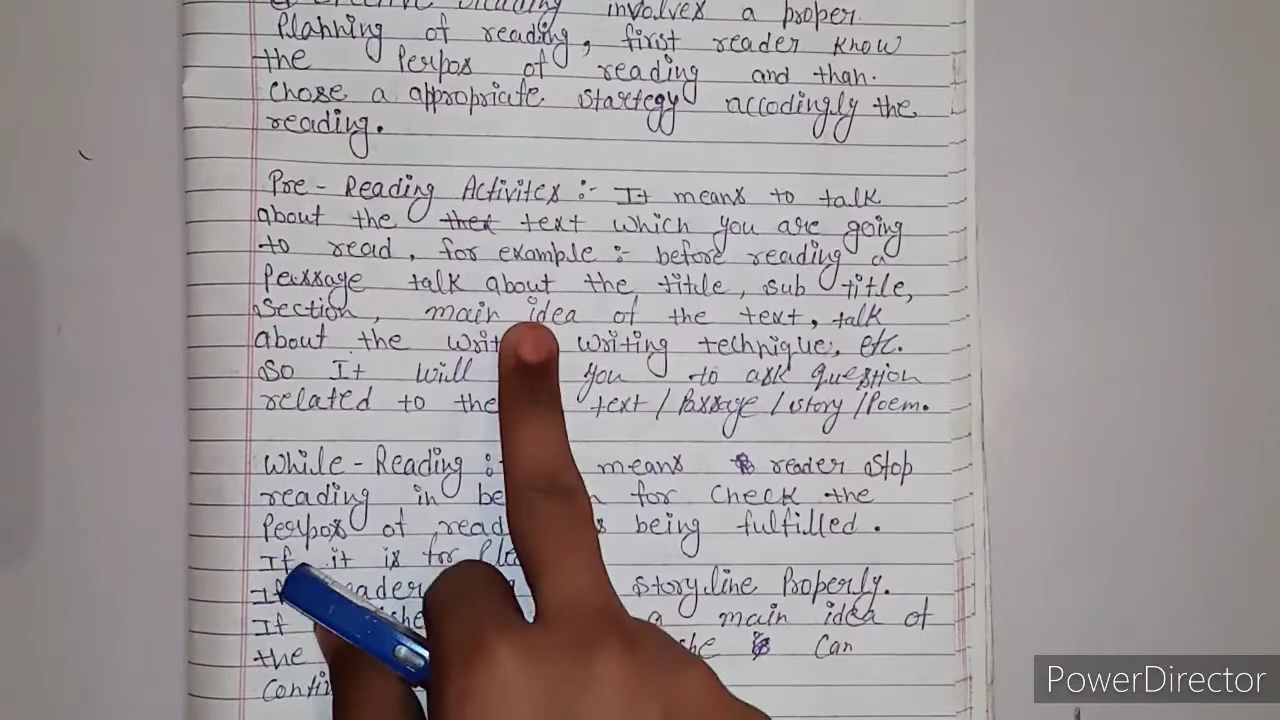 involves a proper
Planning of reading, first reader know
the Perpos of reading and than.
Chose a appropriate startegy accodingly the
reading.
Pre-Reading Activites :- It means to talk
about the text which you are going
to read, for example :- before reading a
Passage talk about the title, sub title,
Section, main idea of the text, talk
about the writing technique, etc.
So It will you to ask question
related to the text / Passage / story / Poem.
While-Reading : means reader stop
reading in for check the
Perpos of being fulfilled.
If it is for
storyline Properly.
If a main idea of
the Can
PowerDirector